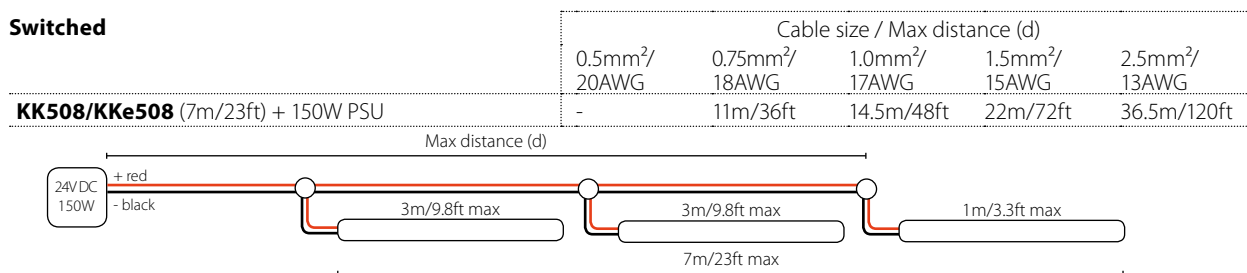 Switched
Cable size / Max distance (d)
0.5mm²/ 0.75mm²/ 1.0mm²/ 1.5mm²/ 2.5mm²/
20AWG 18AWG 17AWG 15AWG 13AWG
KK508/KKe508 (7m/23ft) + 150W PSU - 11m/36ft 14.5m/48ft 22m/72ft 36.5m/120ft
Max distance (d)
24V DC
150W
+ red
- black
3m/9.8ft max 3m/9.8ft max 1m/3.3ft max
7m/23ft max